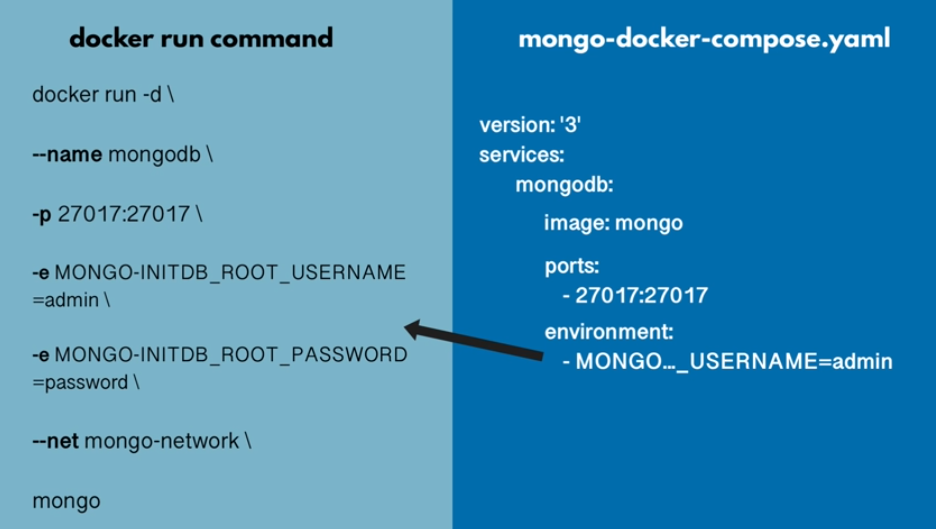 docker run command
docker run -d \
--name mongodb \
-p 27017:27017 \
-e MONGO-INITDB_ROOT_USERNAME
=admin \
-e MONGO-INITDB_ROOT_PASSWORD
=password \
--net mongo-network \
mongo
mongo-docker-compose.yaml
version: '3'
services:
mongodb:
image: mongo
ports:
- 27017:27017
environment:
- MONGO..._USERNAME=admin